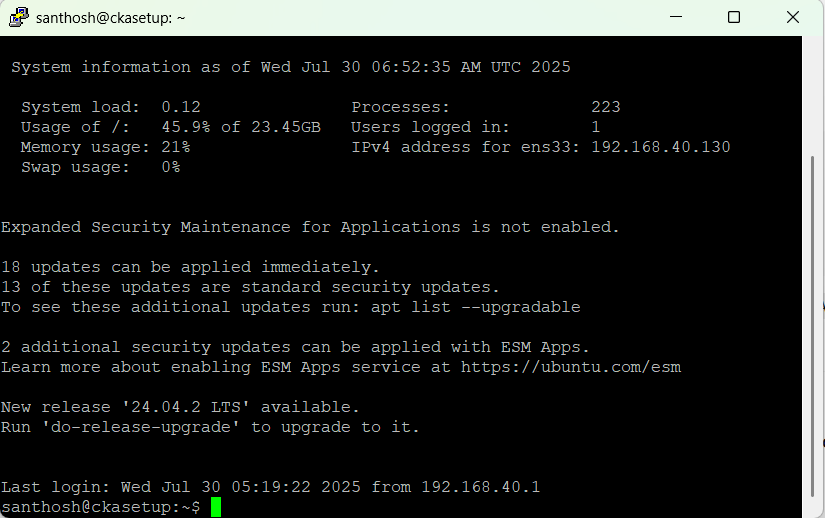 santhosh@ckasetup: ~
System information as of Wed Jul 30 06:52:35 AM UTC 2025
System load:  0.12               Processes:              223
Usage of /:   45.9% of 23.45GB   Users logged in:        1
Memory usage: 21%                IPv4 address for ens33: 192.168.40.130
Swap usage:   0%
Expanded Security Maintenance for Applications is not enabled.
18 updates can be applied immediately.
13 of these updates are standard security updates.
To see these additional updates run: apt list --upgradable
2 additional security updates can be applied with ESM Apps.
Learn more about enabling ESM Apps service at https://ubuntu.com/esm
New release '24.04.2 LTS' available.
Run 'do-release-upgrade' to upgrade to it.
Last login: Wed Jul 30 05:19:22 2025 from 192.168.40.1
santhosh@ckasetup:~$